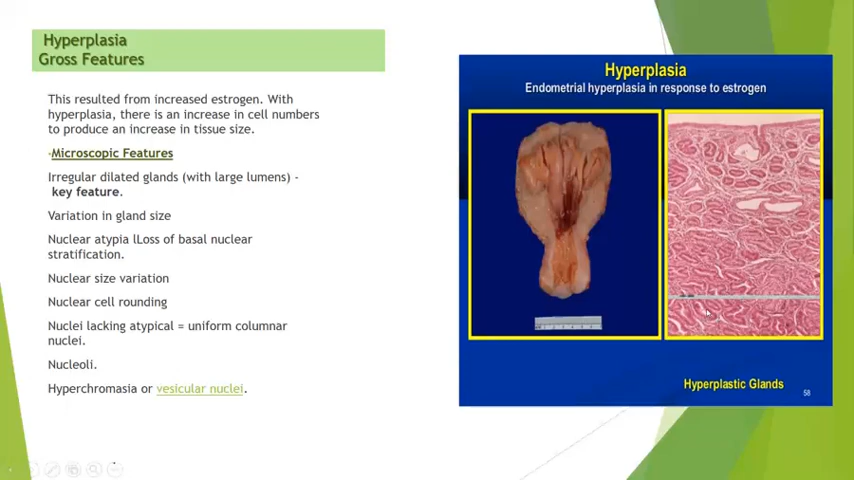 Hyperplasia
Gross Features
This resulted from increased estrogen. With
hyperplasia, there is an increase in cell numbers
to produce an increase in tissue size.
-Microscopic Features
Irregular dilated glands (with large lumens) -
key feature.
Variation in gland size
Nuclear atypia lLoss of basal nuclear
stratification.
Nuclear size variation
Nuclear cell rounding
Nuclei lacking atypical = uniform columnar
nuclei.
Nucleoli.
Hyperchromasia or vesicular nuclei.
Hyperplasia
Endometrial hyperplasia in response to estrogen
Hyperplastic Glands
58